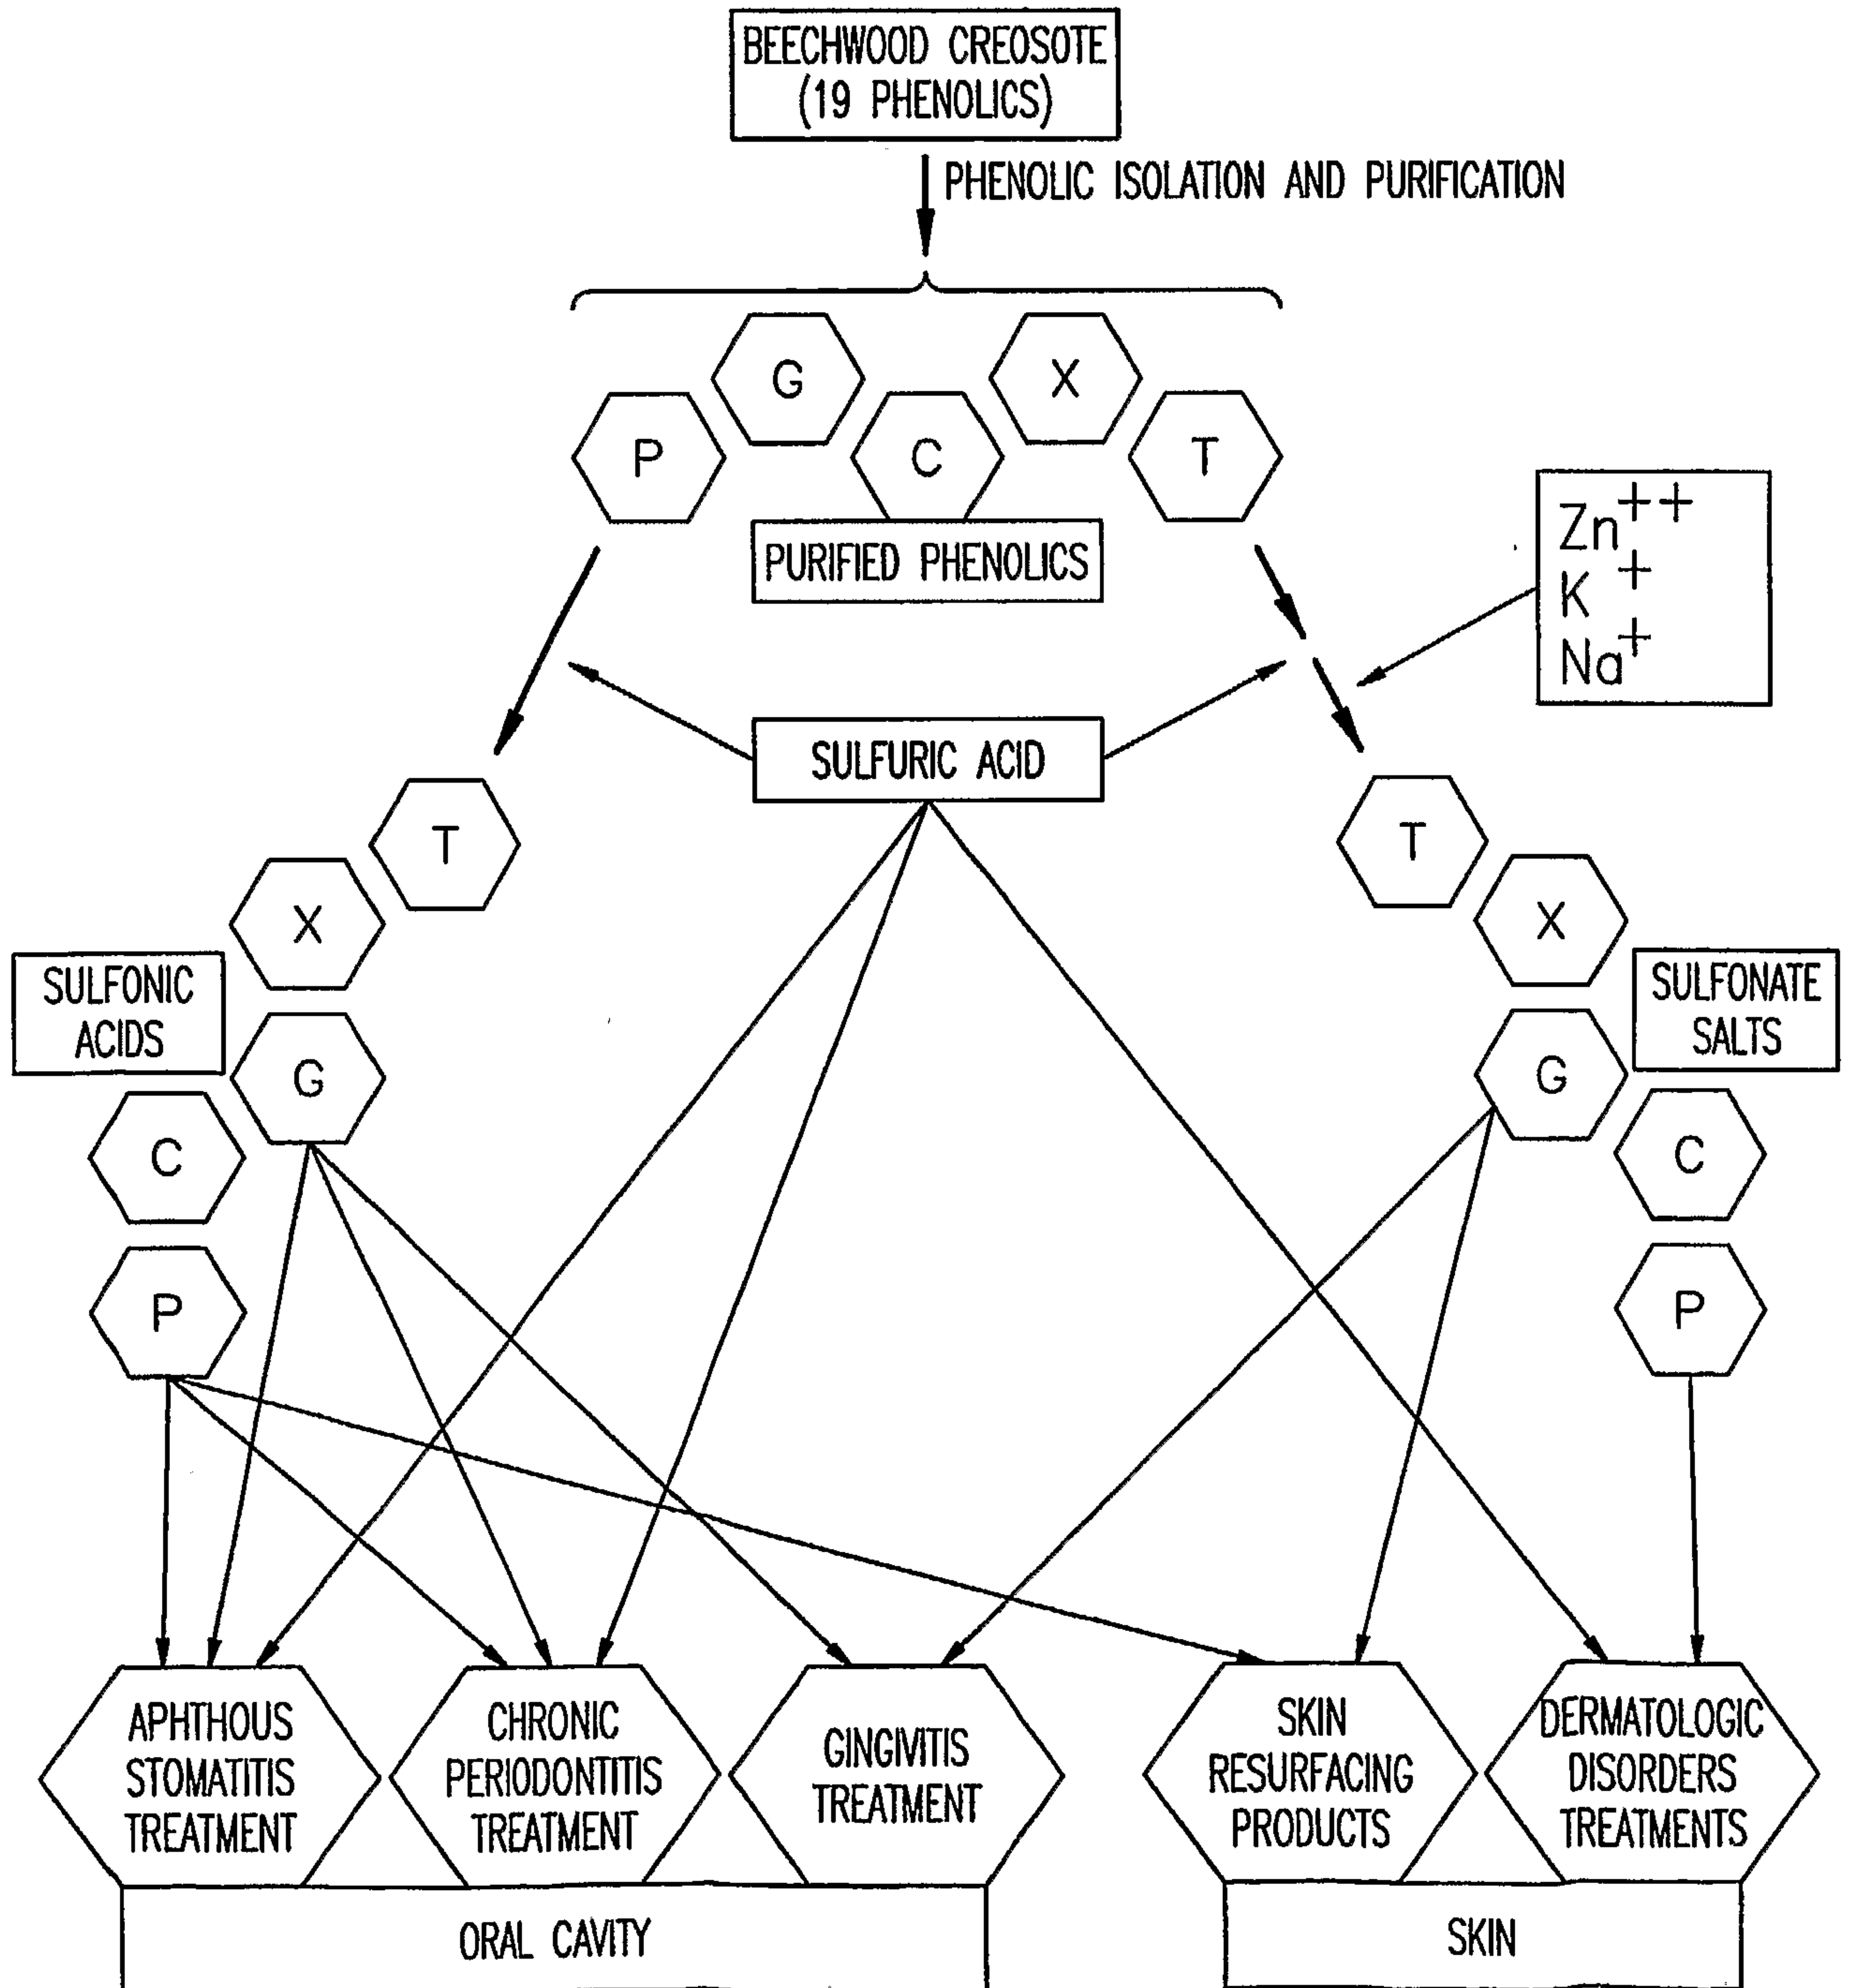 BEECHWOOD CREOSOTE
(19 PHENOLICS)
PHENOLIC ISOLATION AND PURIFICATION
G
X
P
C
T
PURIFIED PHENOLICS
Zn++
K+
Na+
SULFURIC ACID
T
X
SULFONIC
ACIDS
G
C
P
T
X
SULFONATE
SALTS
G
C
P
APHTHOUS
STOMATITIS
TREATMENT
CHRONIC
PERIODONTITIS
TREATMENT
GINGIVITIS
TREATMENT
SKIN
RESURFACING
PRODUCTS
DERMATOLOGIC
DISORDERS
TREATMENTS
ORAL CAVITY
SKIN